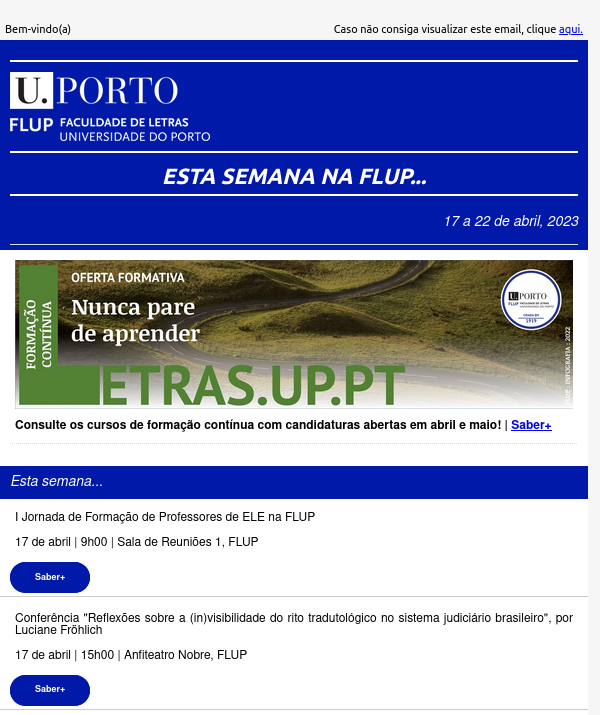 Bem-vindo(a)
Caso não consiga visualizar este email, clique aqui.
U. PORTO
FLUP FACULDADE DE LETRAS
UNIVERSIDADE DO PORTO
ESTA SEMANA NA FLUP...
17 a 22 de abril, 2023
FORMAÇÃO
CONTÍNUA
OFERTA FORMATIVA
Nunca pare
de aprender
LETRAS.UP.PT
U. PORTO
FLUP FACULDADE DE LETRAS
UNIVERSIDADE DO PORTO
CRIADA EM
1919
INFOGRAFIA : 2022
Consulte os cursos de formação contínua com candidaturas abertas em abril e maio! | Saber+
Esta semana...
I Jornada de Formação de Professores de ELE na FLUP
17 de abril | 9h00 | Sala de Reuniões 1, FLUP
Saber+
Conferência "Reflexões sobre a (in)visibilidade do rito tradutológico no sistema judiciário brasileiro", por
Luciane Fröhlich
17 de abril | 15h00 | Anfiteatro Nobre, FLUP
Saber+